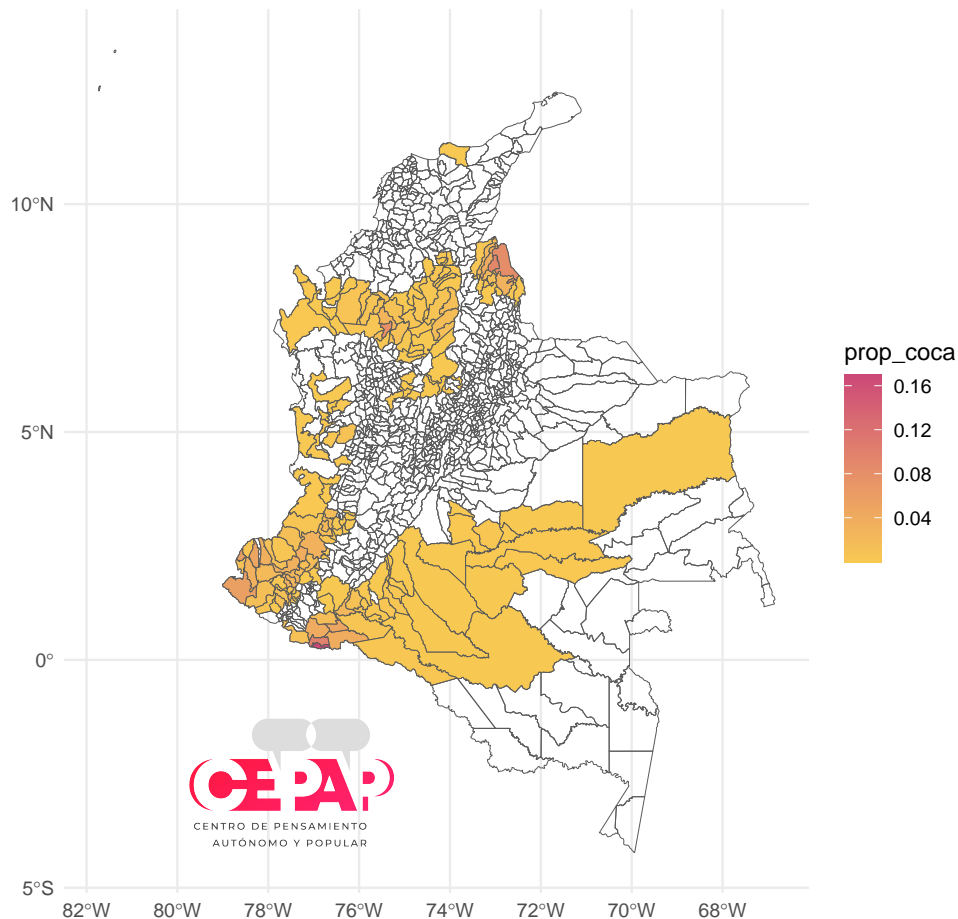 10°N
5°N
0°
5°S
82°W
80°W
78°W
76°W
74°W
72°W
70°W
68°W
prop_coca
0.16
0.12
0.08
0.04
CEPAP
CENTRO DE PENSAMIENTO
AUTÓNOMO Y POPULAR